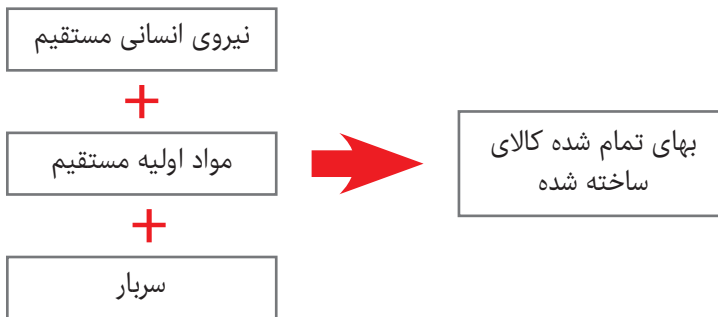 نیروی انسانی مستقیم
+
مواد اولیه مستقیم
+
سربار
بهای تمام شده کالای
ساخته شده